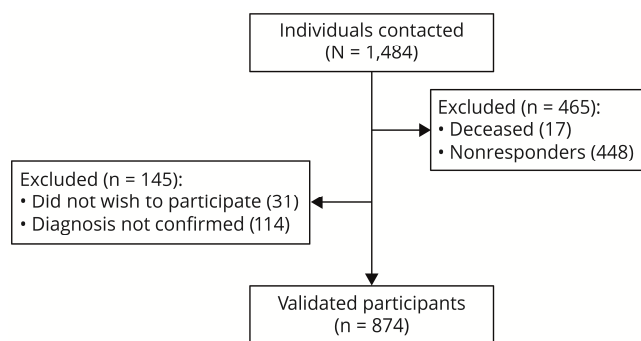 Individuals contacted
(N = 1,484)
Excluded (n = 465):
• Deceased (17)
• Nonresponders (448)
Excluded (n = 145):
• Did not wish to participate (31)
• Diagnosis not confirmed (114)
Validated participants
(n = 874)